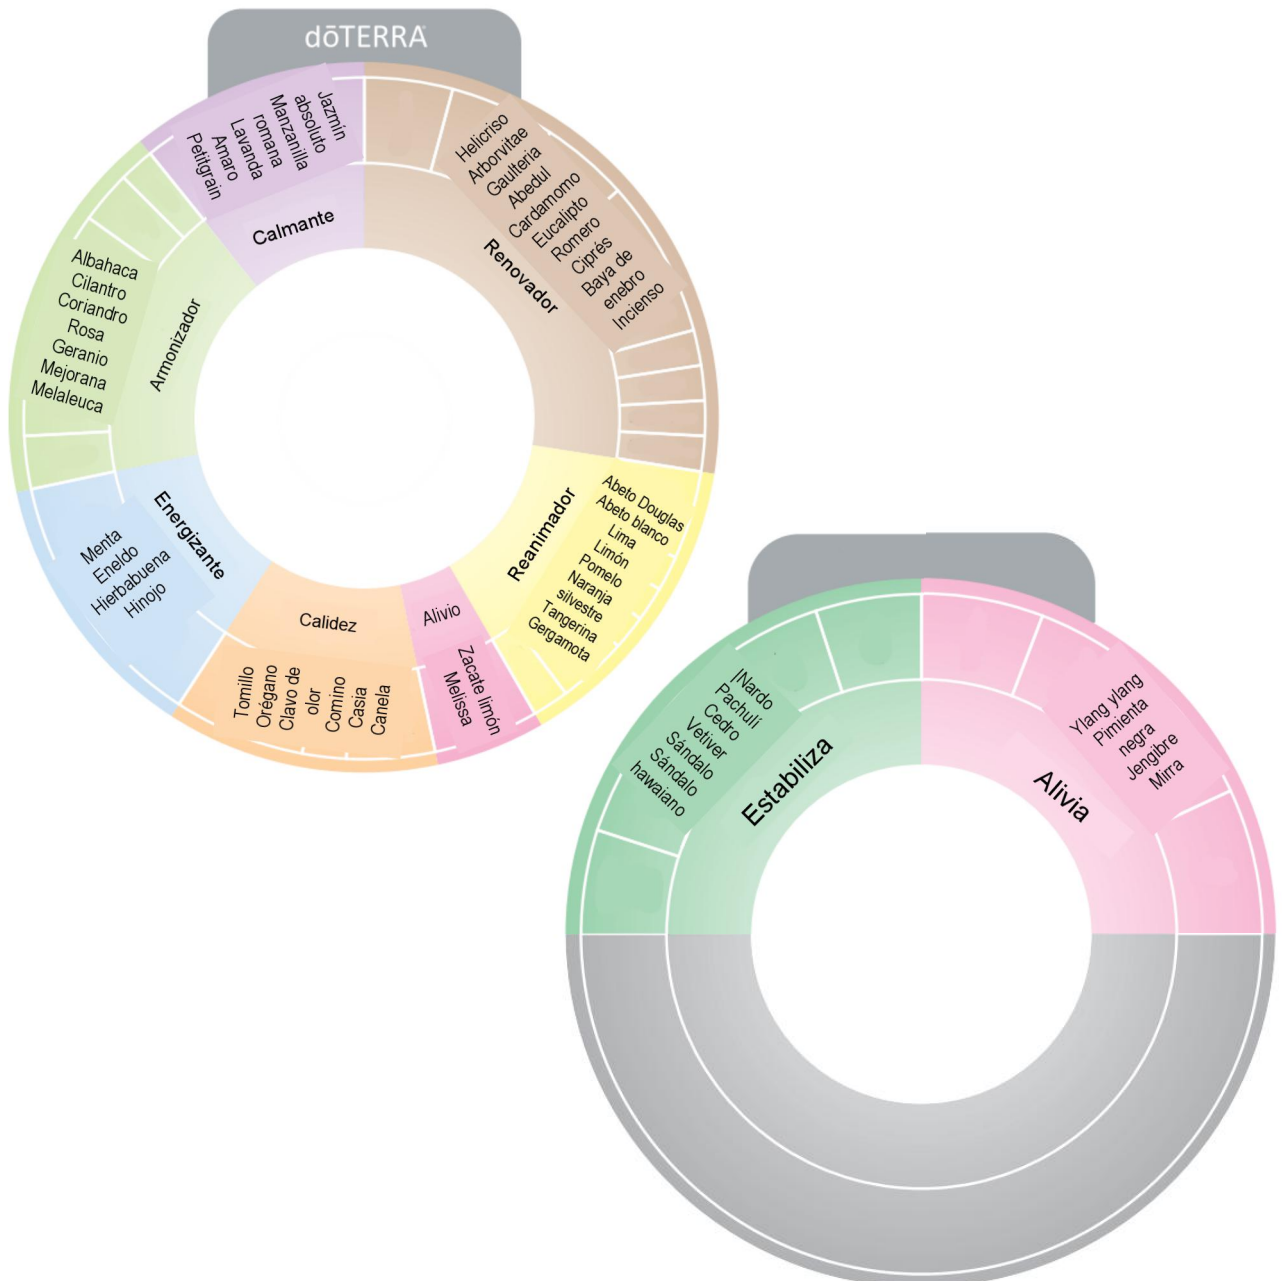 dōTERRA
Jazmín
absoluto
Manzanilla
romana
Lavanda
Amaro
Petitgrain
Calmante
Helicriso
Arborvitae
Gaulteria
Abedul
Cardamomo
Eucalipto
Romero
Ciprés
Baya de
enebro
Incienso
Renovador
Albahaca
Cilantro
Coriandro
Rosa
Geranio
Mejorana
Melaleuca
Armonizador
Menta
Eneldo
Hierbabuena
Hinojo
Energizante
Calidez
Tomillo
Orégano
Clavo de
olor
Comino
Casia
Canela
Alivio
Zacate limón
Melissa
Reanimador
Abeto Douglas
Abeto blanco
Lima
Limón
Pomelo
Naranja
silvestre
Tangerina
Gergamota
|Nardo
Pachulí
Cedro
Vetiver
Sándalo
Sándalo
hawaiano
Estabiliza
Ylang ylang
Pimienta
negra
Jengibre
Mirra
Alivia